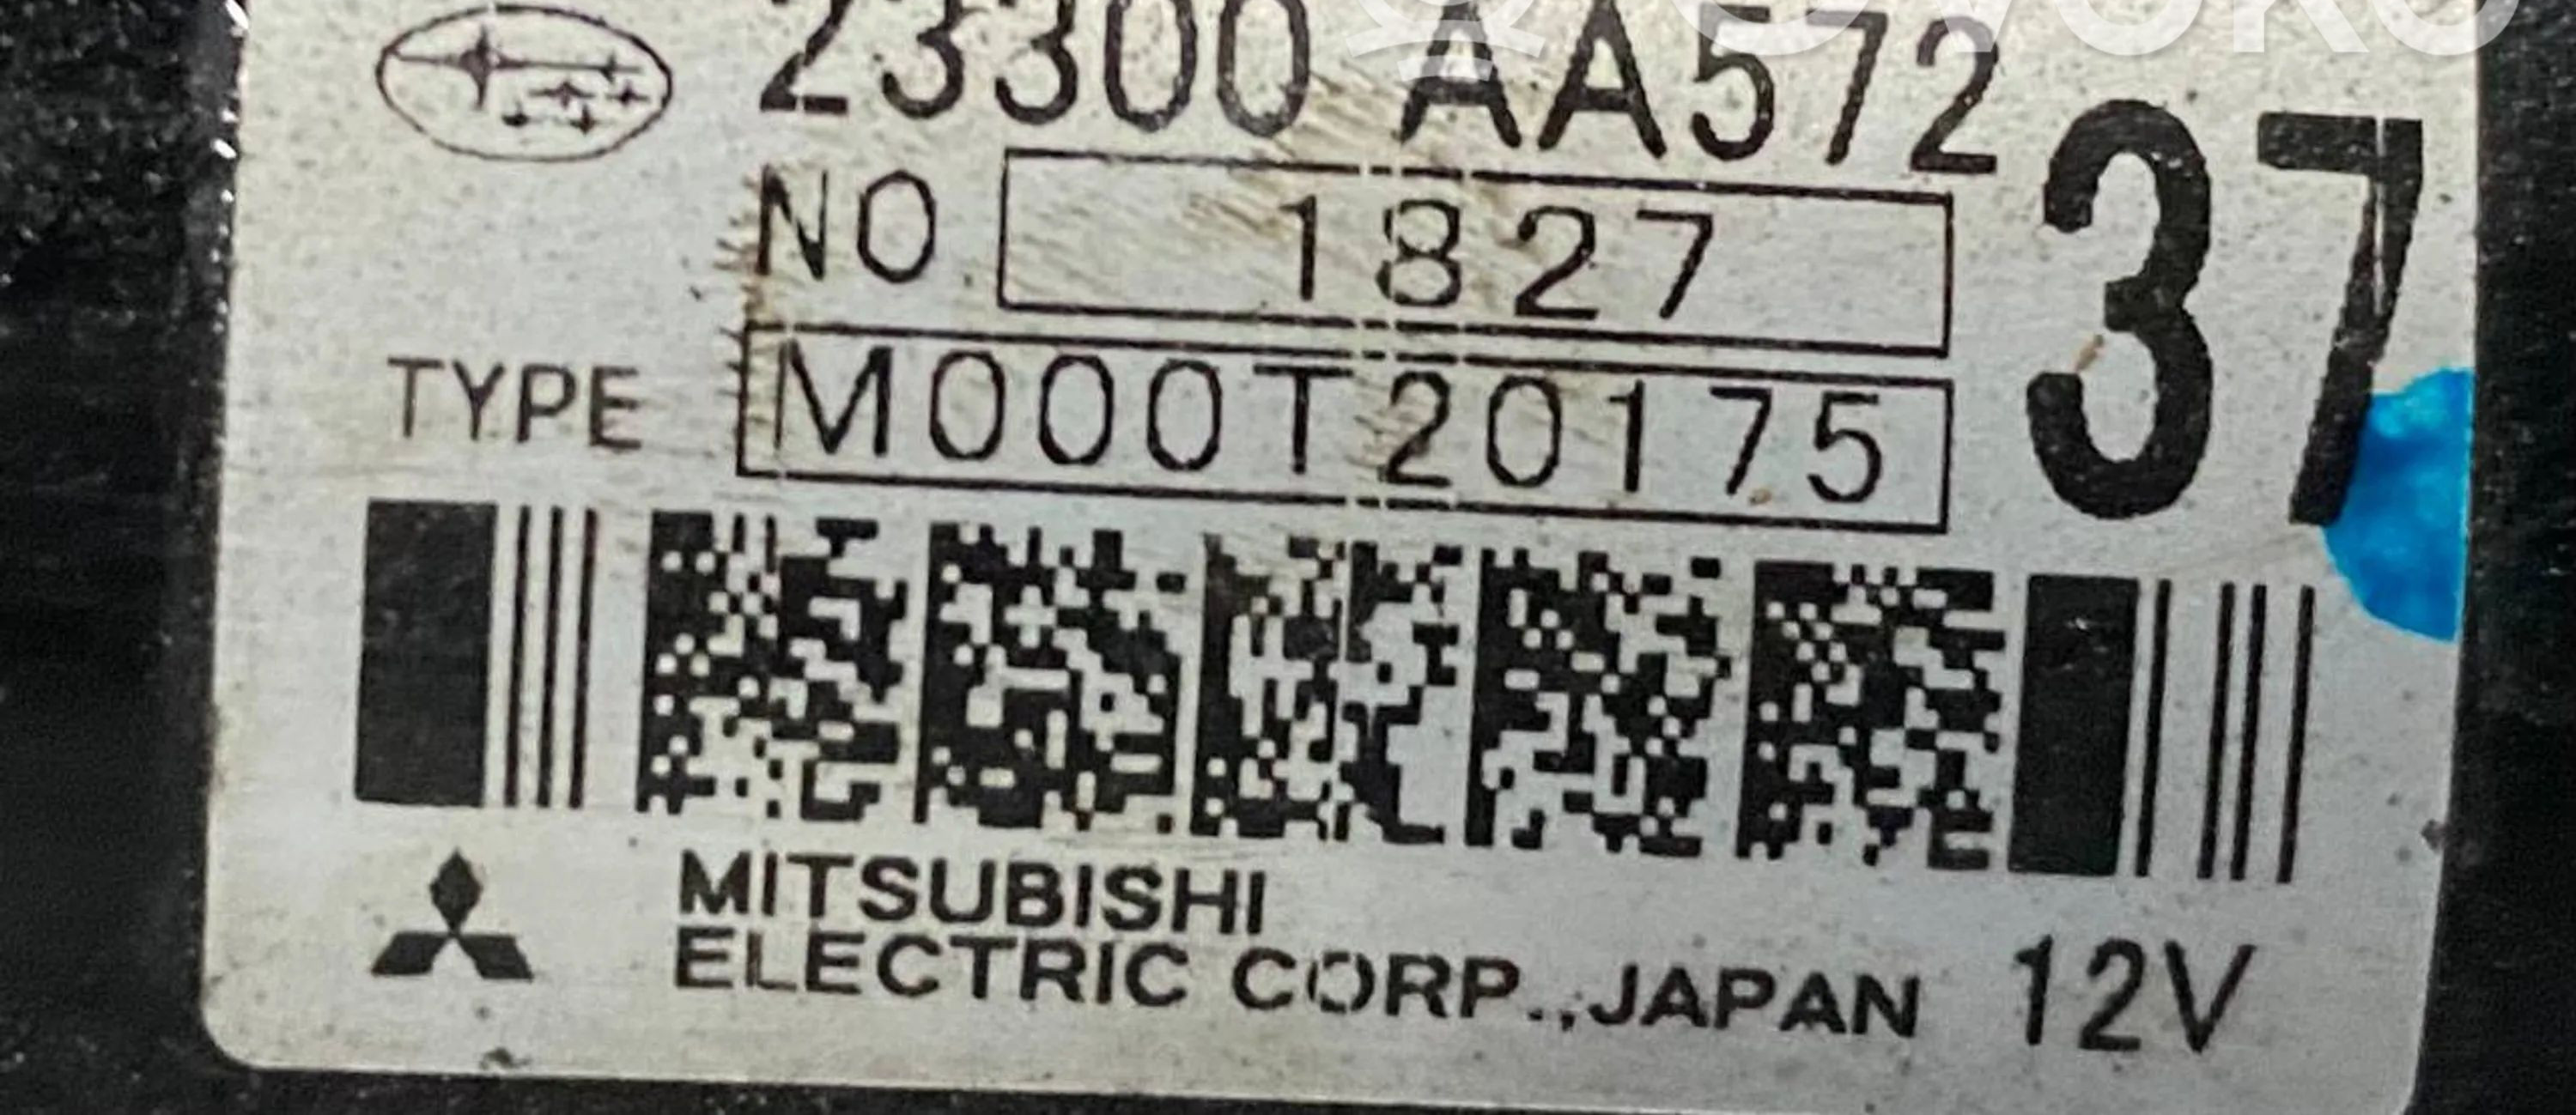 23300 AA572
NO 1827
37
TYPE M000T20175
MITSUBISHI
ELECTRIC CORP.,JAPAN 12V